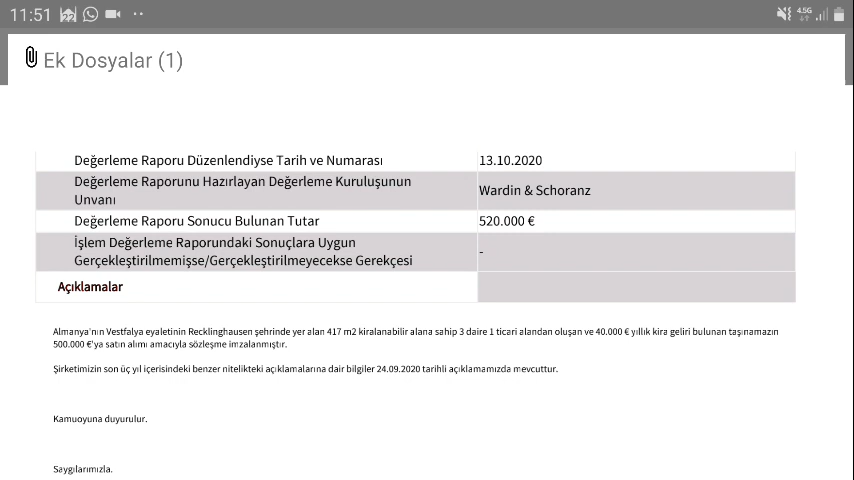 11:51
22
4.5G
Ek Dosyalar (1)
Değerleme Raporu Düzenlendiyse Tarih ve Numarası 13.10.2020
Değerleme Raporunu Hazırlayan Değerleme Kuruluşunun
Unvanı
Wardin & Schoranz
Değerleme Raporu Sonucu Bulunan Tutar 520.000 €
İşlem Değerleme Raporundaki Sonuçlara Uygun
Gerçekleştirilmemişse/Gerçekleştirilmeyecekse Gerekçesi
-
Açıklamalar
Almanya'nın Vestfalya eyaletinin Recklinghausen şehrinde yer alan 417 m2 kiralanabilir alana sahip 3 daire 1 ticari alandan oluşan ve 40.000 € yıllık kira geliri bulunan taşınamazın
500.000 €'ya satın alımı amacıyla sözleşme imzalanmıştır.
Şirketimizin son üç yıl içerisindeki benzer nitelikteki açıklamalarına dair bilgiler 24.09.2020 tarihli açıklamamızda mevcuttur.
Kamuoyuna duyurulur.
Saygılarımızla.